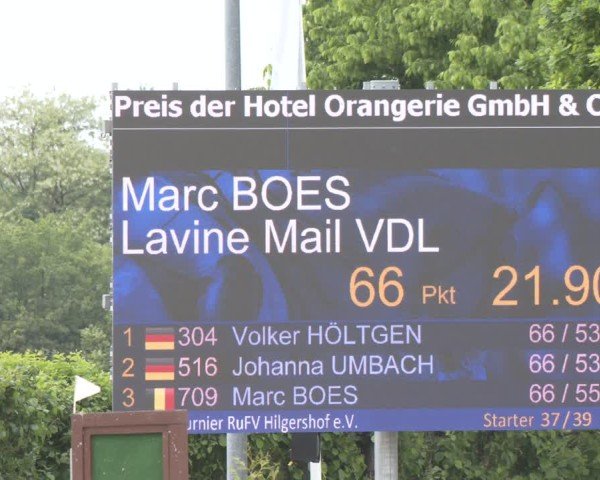 Preis der Hotel Orangerie GmbH & C
Marc BOES
Lavine Mail VDL
66 Pkt 21.90
1 304 Volker HÖLTGEN 66 / 53
2 516 Johanna UMBACH 66 / 53
3 709 Marc BOES 66 / 55
urnier RuFV Hilgershof e.V. Starter 37/39